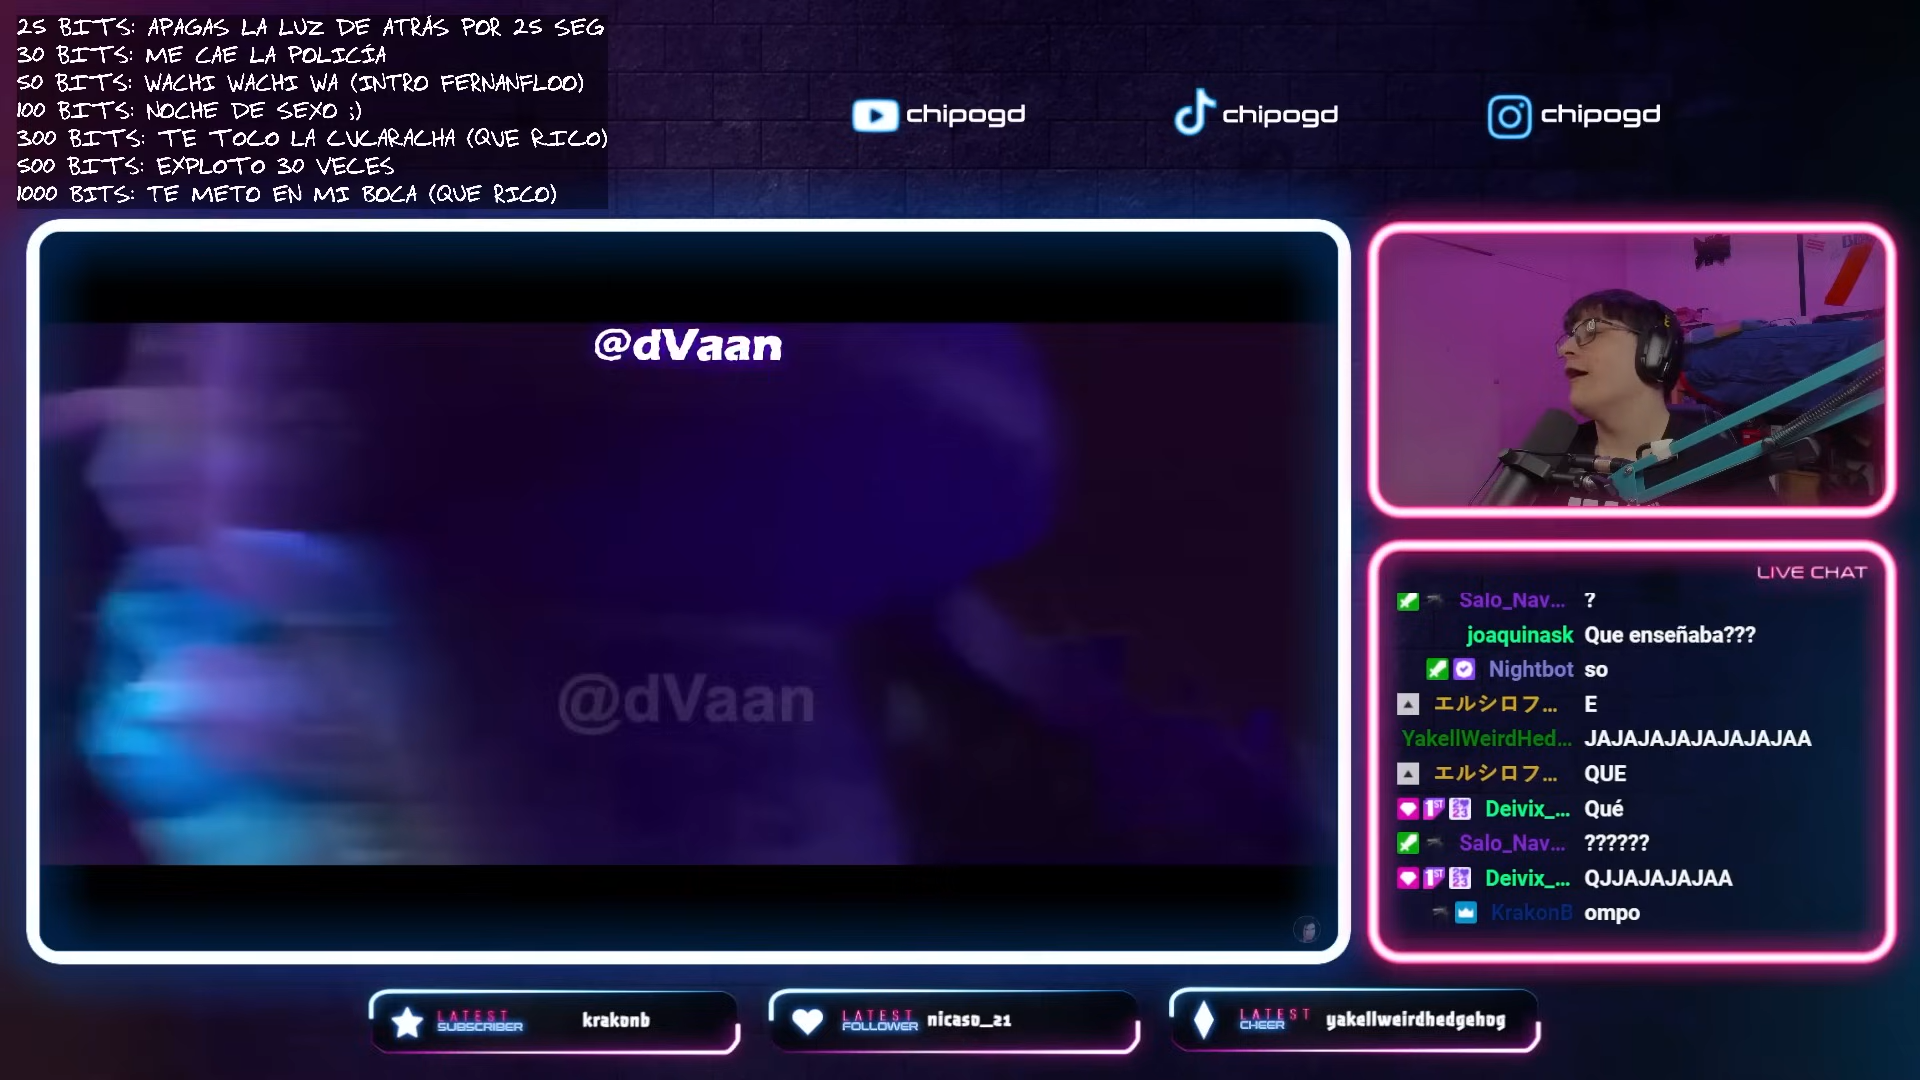 25 BITS: APAGAS LA LUZ DE ATRÁS POR 25 SEG
30 BITS: ME CAE LA POLICÍA
50 BITS: WACHI WACHI WA (INTRO FERNANFLOO)
100 BITS: NOCHE DE SEXO ;)
300 BITS: TE TOCO LA CUCARACHA (QUE RICO)
500 BITS: EXPLOTO 30 VECES
1000 BITS: TE METO EN MI BOCA (QUE RICO)
chipogd
chipogd
chipogd
@dVaan
@dVaan
LIVE CHAT
Salo_Nav... ?
joaquinask Que enseñaba???
Nightbot so
エルシロフ... E
YakellWeirdHed... JAJAJAJAJAJAJAJAA
エルシロフ... QUE
Deivix_... Qué
Salo_Nav... ??????
Deivix_... QJJAJAJAJAA
KrakonB ompo
LATEST SUBSCRIBER krakonb
LATEST FOLLOWER nicaso_21
LATEST CHEER yakellweirdhedgehog